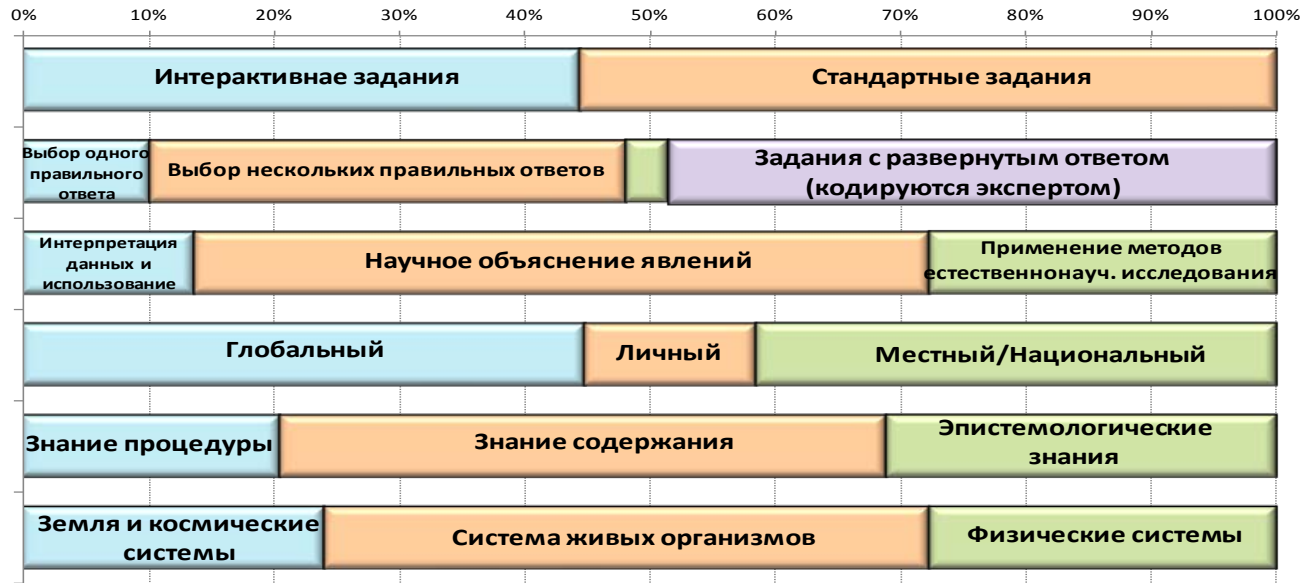 0% 10% 20% 30% 40% 50% 60% 70% 80% 90% 100%
Интерактивнае задания
Стандартные задания
Выбор одного
правильного
ответа
Выбор нескольких правильных ответов
Задания с развернутым ответом
(кодируются экспертом)
Интерпретация
данных и
использование
Научное объяснение явлений
Применение методов
естественнонауч. исследования
Глобальный
Личный
Местный/Национальный
Знание процедуры
Знание содержания
Эпистемологические
знания
Земля и космические
системы
Система живых организмов
Физические системы